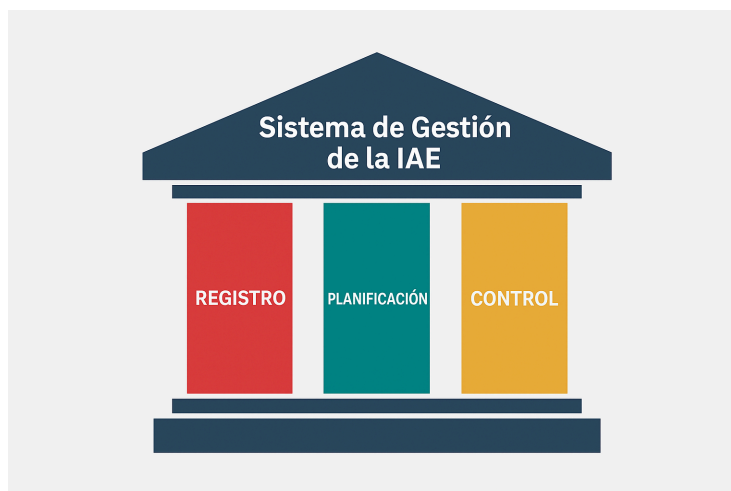 Sistema de Gestión
de la IAE
REGISTRO
PLANIFICACIÓN
CONTROL